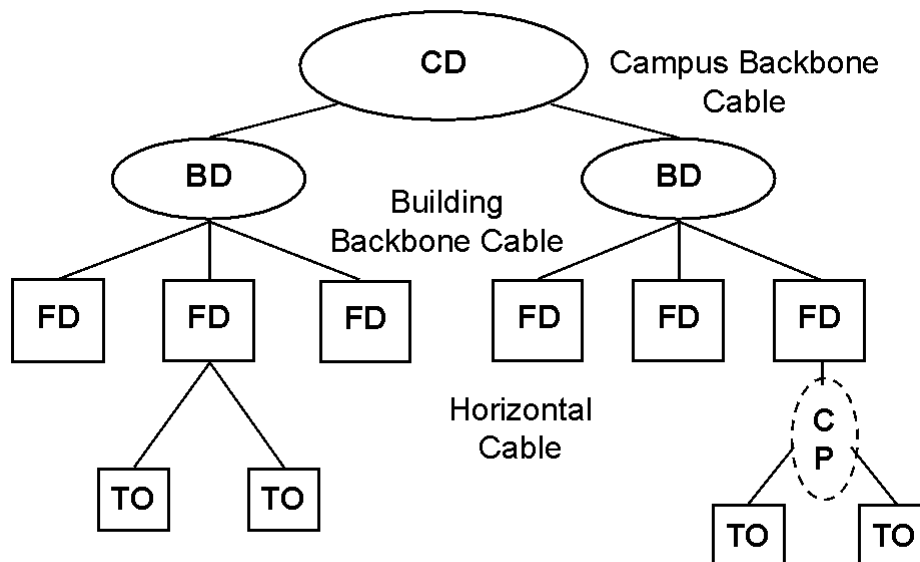 CD
Campus Backbone
Cable
BD
BD
Building
Backbone Cable
FD
FD
FD
FD
FD
FD
Horizontal
Cable
C
P
TO
TO
TO
TO